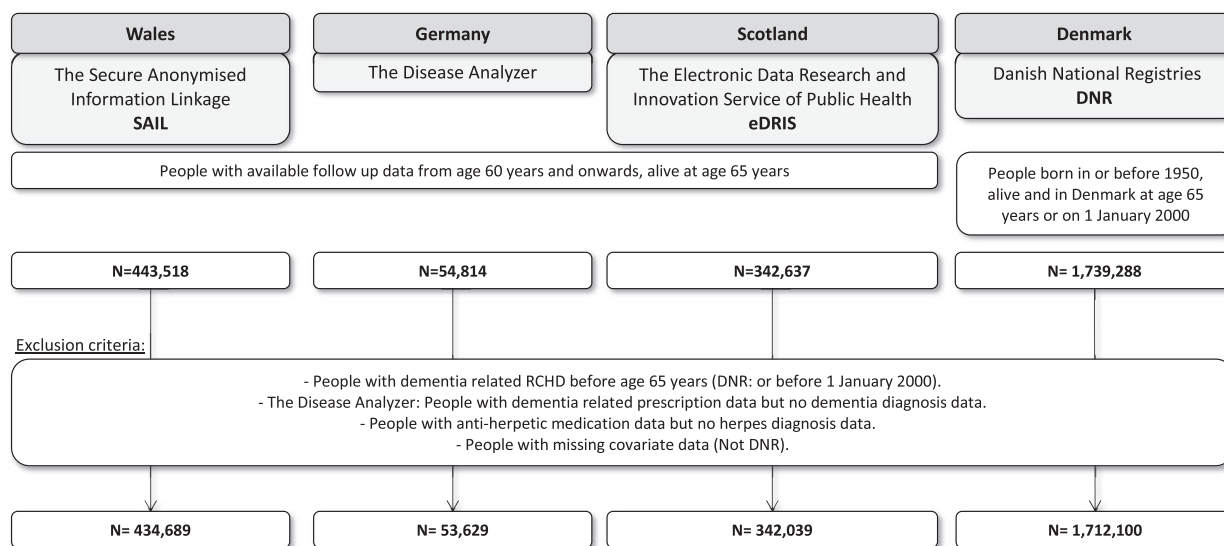 Wales
Germany
Scotland
Denmark
The Secure Anonymised
Information Linkage
SAIL
The Disease Analyzer
The Electronic Data Research and
Innovation Service of Public Health
eDRIS
Danish National Registries
DNR
People with available follow up data from age 60 years and onwards, alive at age 65 years
People born in or before 1950,
alive and in Denmark at age 65
years or on 1 January 2000
N=443,518
N=54,814
N=342,637
N= 1,739,288
Exclusion criteria:
- People with dementia related RCHD before age 65 years (DNR: or before 1 January 2000).
- The Disease Analyzer: People with dementia related prescription data but no dementia diagnosis data.
- People with anti-herpetic medication data but no herpes diagnosis data.
- People with missing covariate data (Not DNR).
N= 434,689
N= 53,629
N= 342,039
N= 1,712,100